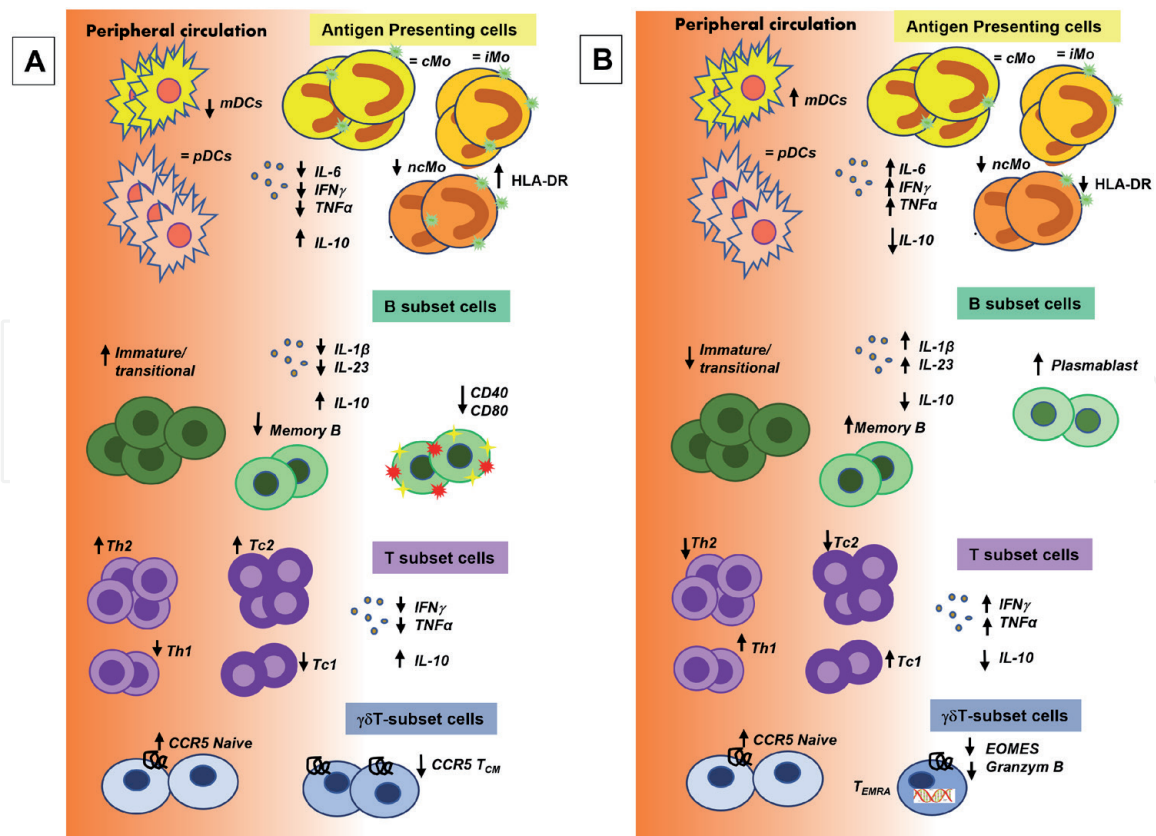 A
Peripheral circulation
Antigen Presenting cells
↓ mDCs
= cMo
= iMo
= pDCs
↓ IL-6
↓ IFNγ
↓ TNFα
↑ IL-10
↓ ncMo
↑ HLA-DR
B subset cells
↑ Immature/
transitional
↓ IL-1β
↓ IL-23
↑ IL-10
↓ CD40
CD80
↓ Memory B
T subset cells
↑ Th2
↑ Tc2
↓ IFNγ
↓ TNFα
↑ IL-10
↓ Th1
↓ Tc1
γδT-subset cells
↑ CCR5 Naive
↓ CCR5 TCM
B
Peripheral circulation
Antigen Presenting cells
↑ mDCs
= cMo
= iMo
= pDCs
↑ IL-6
↑ IFNγ
↑ TNFα
↓ IL-10
↓ ncMo
↓ HLA-DR
B subset cells
↓ Immature/
transitional
↑ IL-1β
↑ IL-23
↓ IL-10
↑ Plasmablast
↑ Memory B
T subset cells
↓ Th2
↓ Tc2
↑ IFNγ
↑ TNFα
↓ IL-10
↑ Th1
↑ Tc1
γδT-subset cells
↑ CCR5 Naive
↓ EOMES
↓ Granzym B
TEMRA